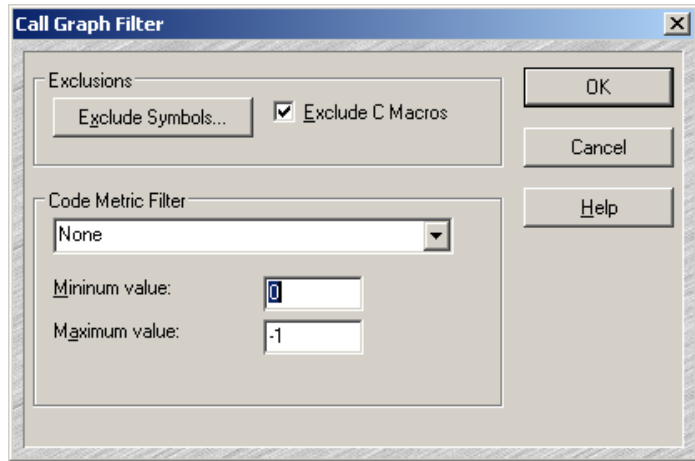 Call Graph Filter
Exclusions
Exclude Symbols...
Exclude C Macros
OK
Cancel
Help
Code Metric Filter
None
Mininum value:
0
Maximum value:
-1